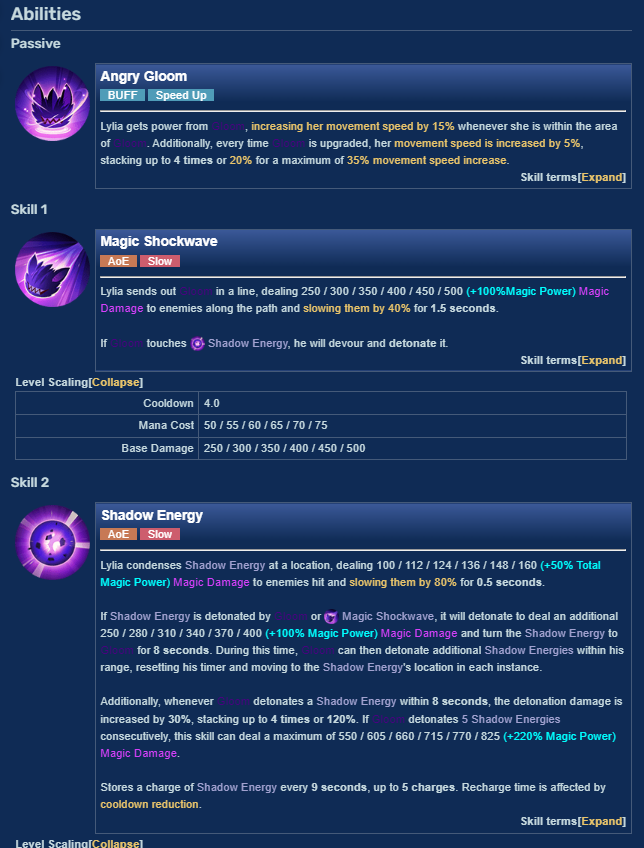 Abilities
Passive
Angry Gloom
BUFF Speed Up
Lylia gets power from , increasing her movement speed by 15% whenever she is within the area
of . Additionally, every time is upgraded, her movement speed is increased by 5%,
stacking up to 4 times or 20% for a maximum of 35% movement speed increase.
Skill terms[Expand]
Skill 1
Magic Shockwave
AoE Slow
Lylia sends out in a line, dealing 250 / 300 / 350 / 400 / 450 / 500 (+100%Magic Power) Magic
Damage to enemies along the path and slowing them by 40% for 1.5 seconds.
If touches Shadow Energy, he will devour and detonate it.
Skill terms[Expand]
Level Scaling[Collapse]
Cooldown 4.0
Mana Cost 50 / 55 / 60 / 65 / 70 / 75
Base Damage 250 / 300 / 350 / 400 / 450 / 500
Skill 2
Shadow Energy
AoE Slow
Lylia condenses Shadow Energy at a location, dealing 100 / 112 / 124 / 136 / 148 / 160 (+50% Total
Magic Power) Magic Damage to enemies hit and slowing them by 80% for 0.5 seconds.
If Shadow Energy is detonated by or Magic Shockwave, it will detonate to deal an additional
250 / 280 / 310 / 340 / 370 / 400 (+100% Magic Power) Magic Damage and turn the Shadow Energy to
for 8 seconds. During this time, can then detonate additional Shadow Energies within his
range, resetting his timer and moving to the Shadow Energy's location in each instance.
Additionally, whenever detonates a Shadow Energy within 8 seconds, the detonation damage is
increased by 30%, stacking up to 4 times or 120%. If detonates 5 Shadow Energies
consecutively, this skill can deal a maximum of 550 / 605 / 660 / 715 / 770 / 825 (+220% Magic Power)
Magic Damage.
Stores a charge of Shadow Energy every 9 seconds, up to 5 charges. Recharge time is affected by
cooldown reduction.
Skill terms[Expand]
Level Scaling[Collapse]